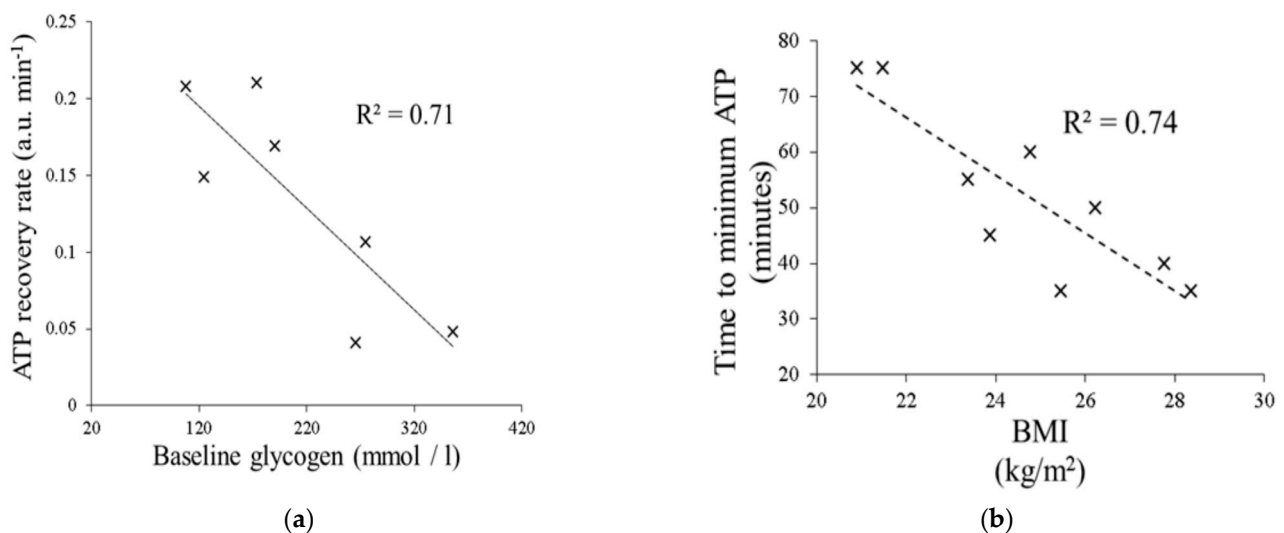 0.25
0.2
0.15
0.1
0.05
0
ATP recovery rate (a.u. min⁻¹)
R² = 0.71
20 120 220 320 420
Baseline glycogen (mmol / l)
(a)
80
70
60
50
40
30
20
Time to minimum ATP
(minutes)
R² = 0.74
20 22 24 26 28 30
BMI
(kg/m²)
(b)